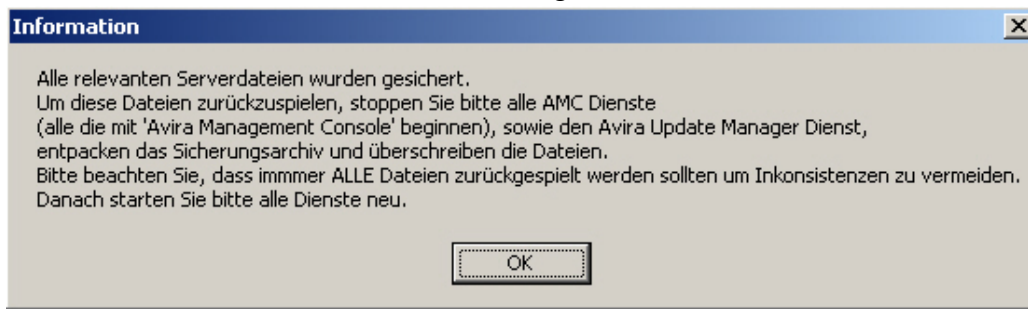 Information
Alle relevanten Serverdateien wurden gesichert.
Um diese Dateien zurückzuspielen, stoppen Sie bitte alle AMC Dienste
(alle die mit 'Avira Management Console' beginnen), sowie den Avira Update Manager Dienst,
entpacken das Sicherungsarchiv und überschreiben die Dateien.
Bitte beachten Sie, dass immmer ALLE Dateien zurückgespielt werden sollten um Inkonsistenzen zu vermeiden.
Danach starten Sie bitte alle Dienste neu.
OK